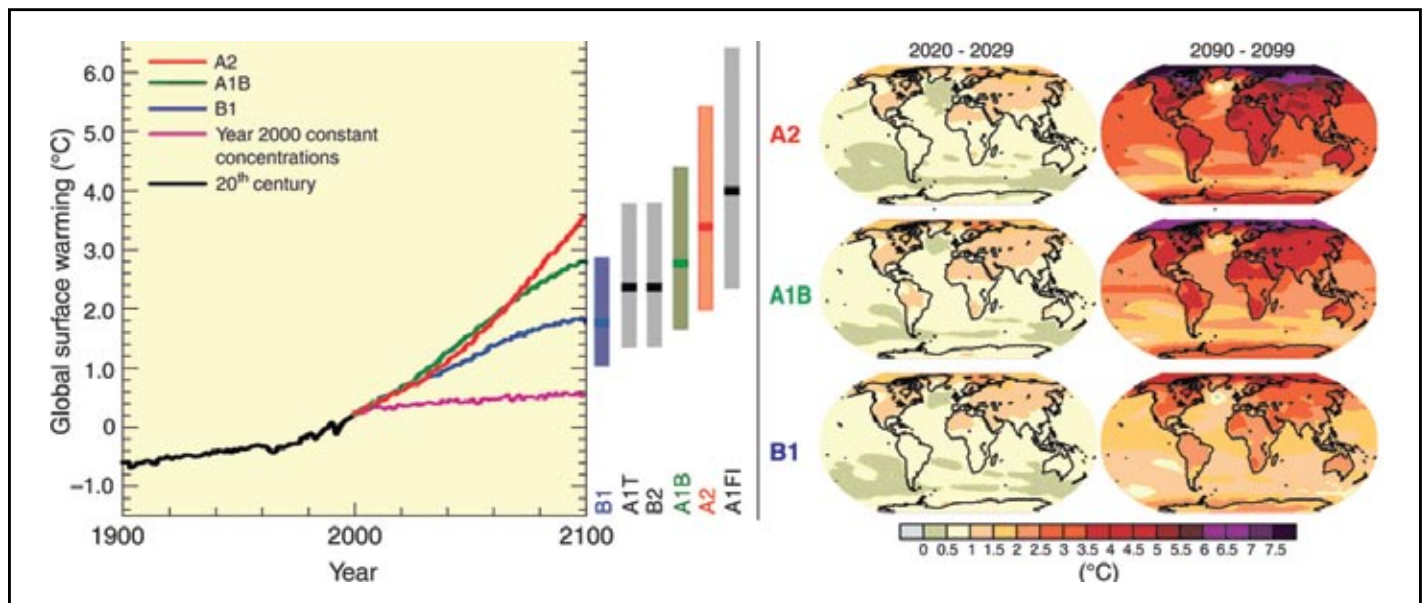 A2
A1B
B1
Year 2000 constant
concentrations
20th century
Global surface warming (°C)
6.0
5.0
4.0
3.0
2.0
1.0
0
−1.0
1900
2000
2100
Year
B1
A1T
B2
A1B
A2
A1FI
2020 - 2029
2090 - 2099
A2
A1B
B1
0 0.5 1 1.5 2 2.5 3 3.5 4 4.5 5 5.5 6 6.5 7 7.5
(°C)